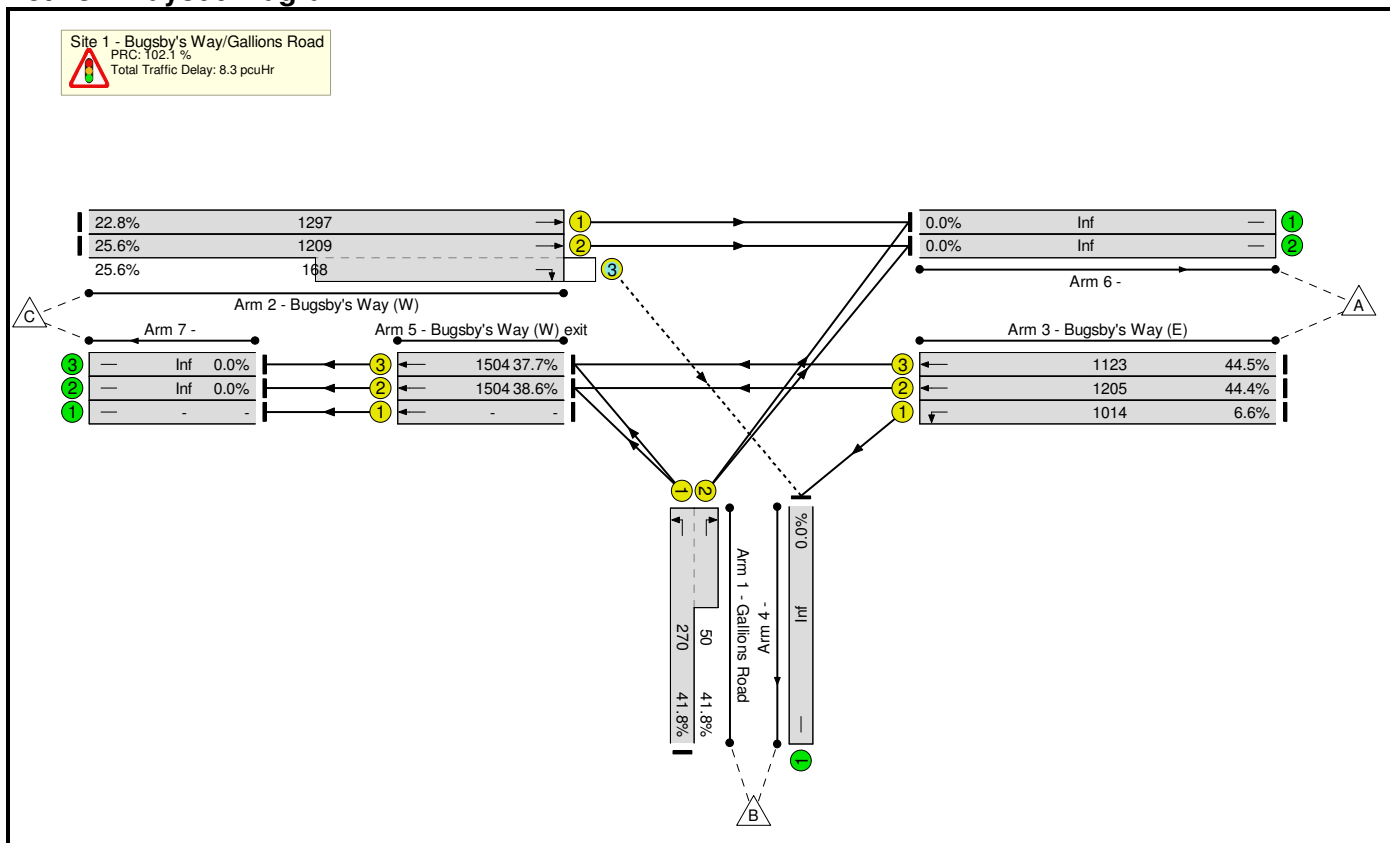 Site 1 - Bugsby's Way/Gallions Road
PRC: 102.1 %
Total Traffic Delay: 8.3 pcuHr
22.8% 1297 1
25.6% 1209 2
25.6% 168 3
Arm 2 - Bugsby's Way (W)
0.0% Inf 1
0.0% Inf 2
Arm 6 -
C
A
Arm 7 -
Arm 5 - Bugsby's Way (W) exit
Arm 3 - Bugsby's Way (E)
3 Inf 0.0% 3 1504 37.7% 3 1123 44.5%
2 Inf 0.0% 2 1504 38.6% 2 1205 44.4%
1 - - 1 - - 1 1014 6.6%
1 2
270 41.8%
50 41.8%
Arm 1 - Gallions Road
Arm 4 -
0.0% Inf
1
B